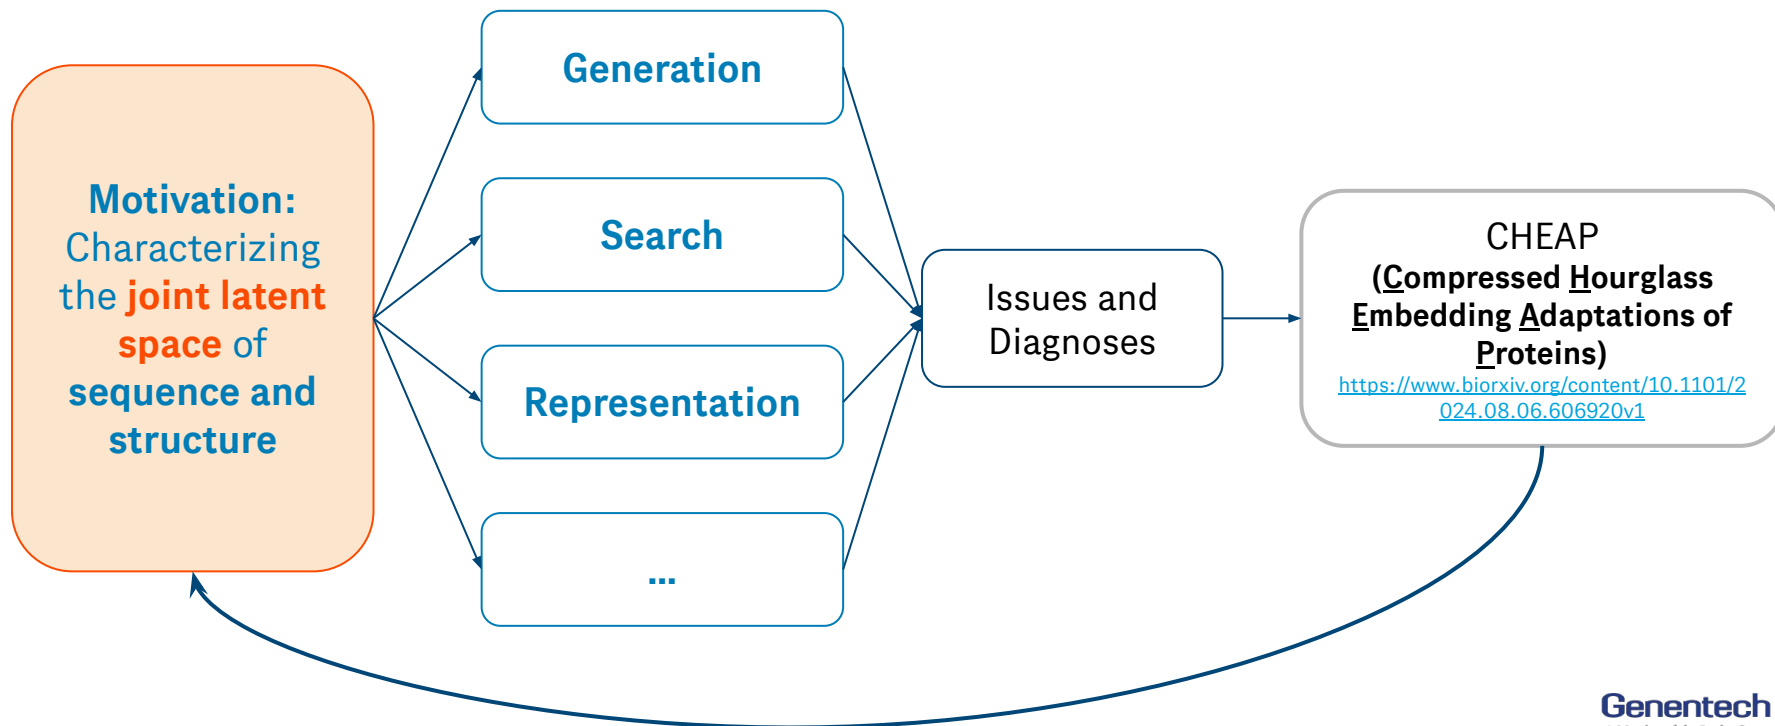 Motivation:
Characterizing
the joint latent
space of
sequence and
structure
Generation
Search
Representation
...
Issues and
Diagnoses
CHEAP
(Compressed Hourglass
Embedding Adaptations of
Proteins)
https://www.biorxiv.org/content/10.1101/2
024.08.06.606920v1
Genentech